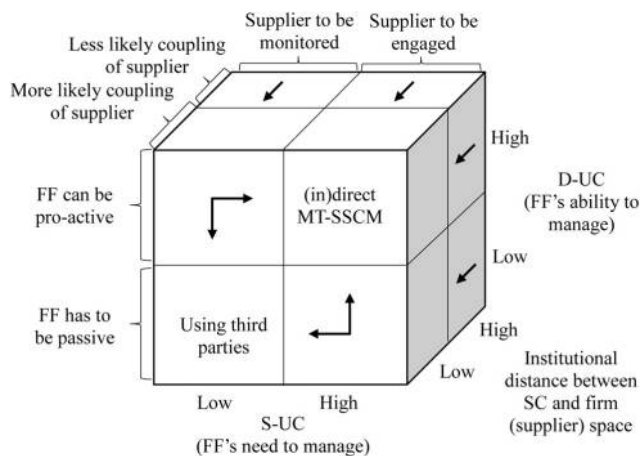 Supplier to be
monitored
Supplier to be
engaged
Less likely coupling
of supplier
More likely coupling
of supplier
FF can be
pro-active
(in)direct
MT-SSCM
High
D-UC
(FF's ability to
manage)
Low
FF has to
be passive
Using third
parties
High
Low
Institutional
distance between
SC and firm
(supplier) space
Low
High
S-UC
(FF's need to manage)